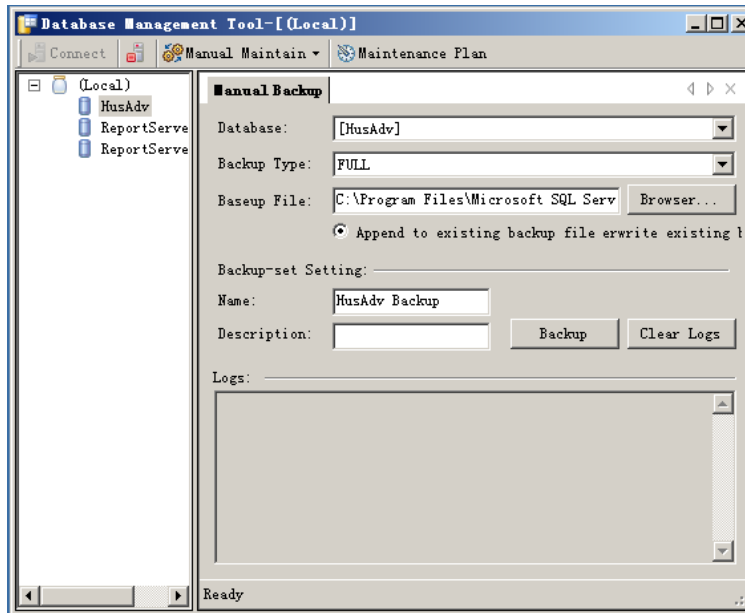 Database Management Tool-[(Local)]
Connect Manual Maintain Maintenance Plan
(Local)
HusAdv
ReportServe
ReportServe
Manual Backup
Database: [HusAdv]
Backup Type: FULL
Baseup File: C:\Program Files\Microsoft SQL Serv Browser...
Append to existing backup file erwrite existing b
Backup-set Setting:
Name: HusAdv Backup
Description: Backup Clear Logs
Logs:
Ready